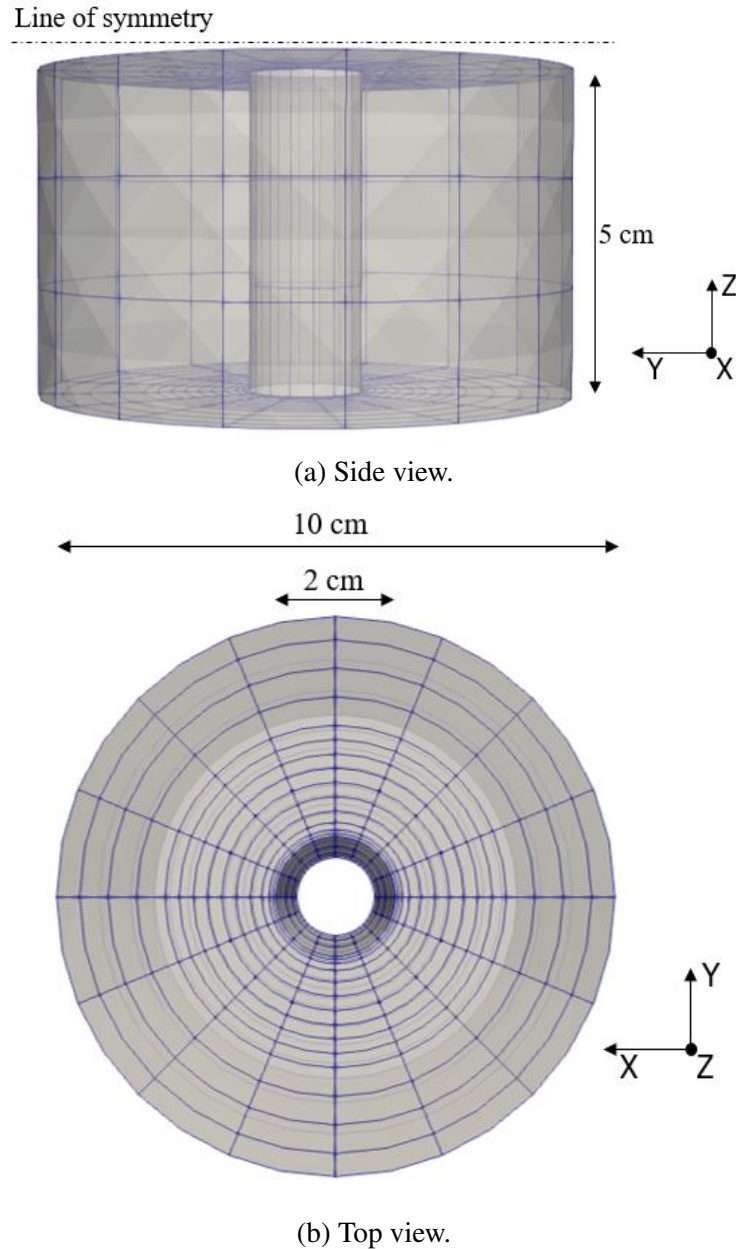 Line of symmetry
5 cm
Z
Y
X
(a) Side view.
10 cm
2 cm
Y
X
Z
(b) Top view.